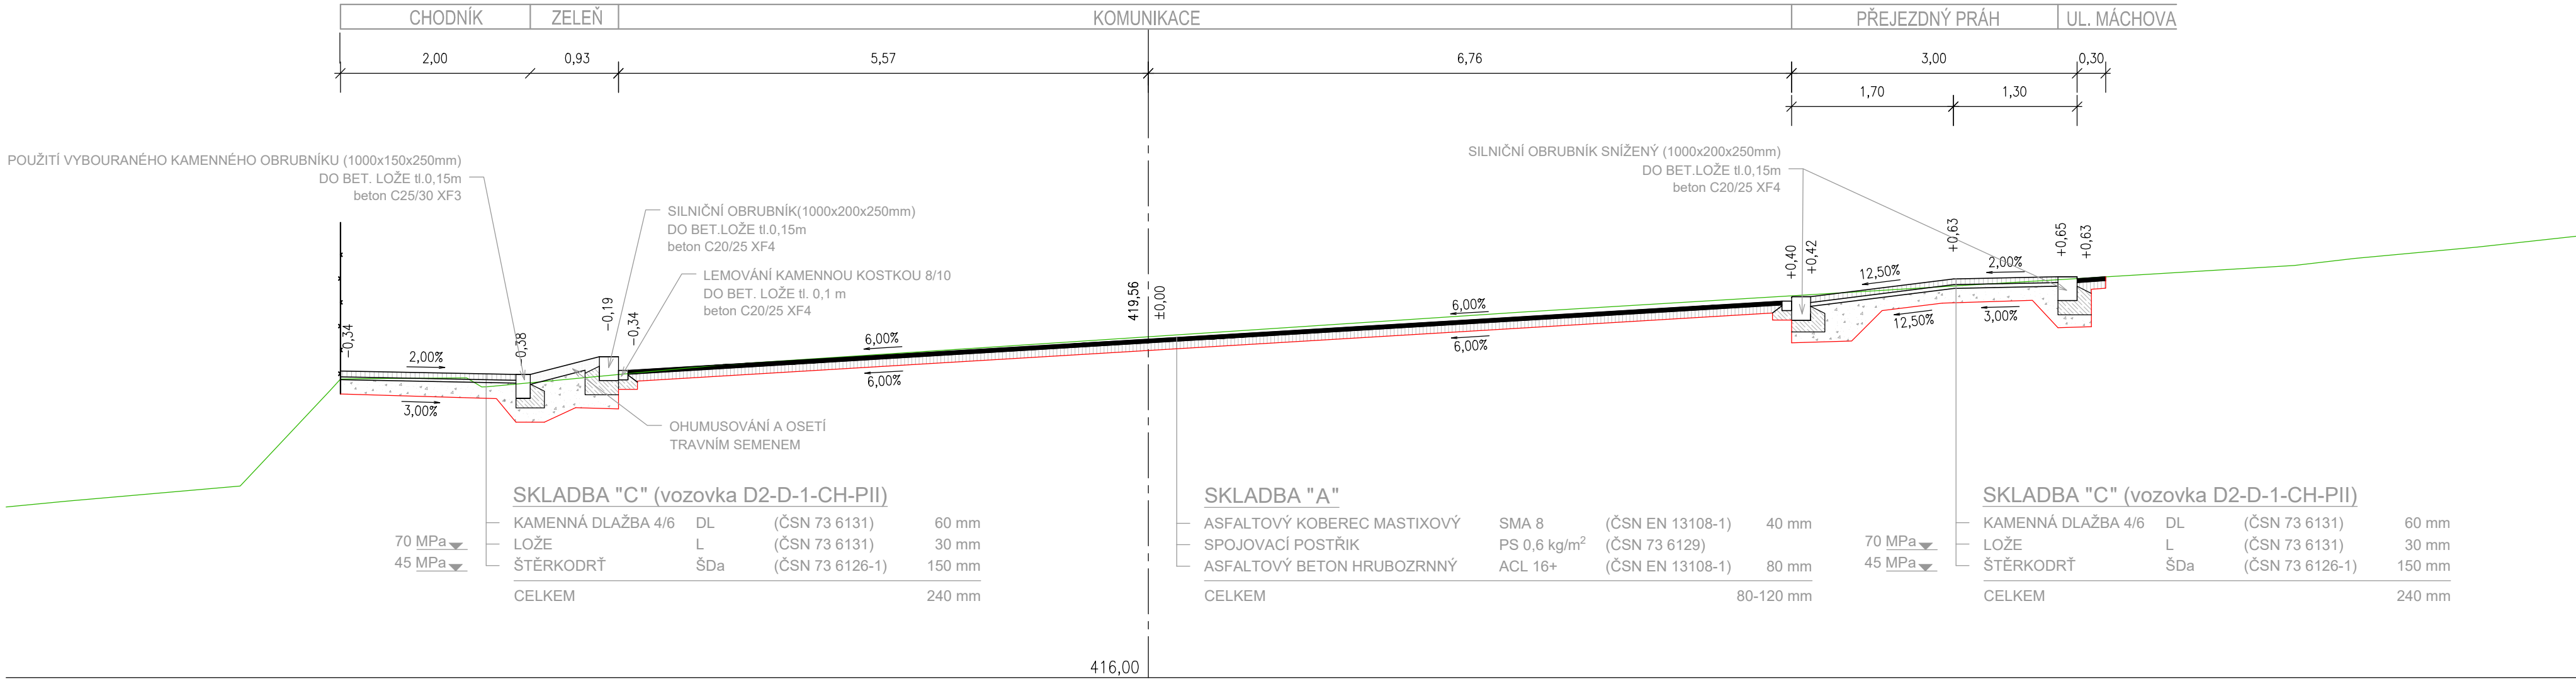 CHODNÍK ZELEŇ KOMUNIKACE PŘEJEZDNÝ PRÁH UL. MÁCHOVA
2,00 0,93 5,57 6,76 3,00 0,30
1,70 1,30
POUŽITÍ VYBOURANÉHO KAMENNÉHO OBRUBNÍKU (1000x150x250mm)
DO BET. LOŽE tl.0,15m
beton C25/30 XF3
SILNIČNÍ OBRUBNÍK(1000x200x250mm)
DO BET.LOŽE tl.0,15m
beton C20/25 XF4
LEMOVÁNÍ KAMENNOU KOSTKOU 8/10
DO BET. LOŽE tl. 0,1 m
beton C20/25 XF4
SILNIČNÍ OBRUBNÍK SNÍŽENÝ (1000x200x250mm)
DO BET.LOŽE tl.0,15m
beton C20/25 XF4
-0,34
-0,38
-0,19
-0,34
419,56
±0,00
+0,40
+0,42
+0,63
+0,65
+0,63
2,00%
3,00%
6,00%
6,00%
6,00%
6,00%
12,50%
12,50%
2,00%
3,00%
OHUMUSOVÁNÍ A OSETÍ
TRAVNÍM SEMENEM
SKLADBA "C" (vozovka D2-D-1-CH-PII)
KAMENNÁ DLAŽBA 4/6 DL (ČSN 73 6131) 60 mm
70 MPa LOŽE L (ČSN 73 6131) 30 mm
45 MPa ŠTĚRKODRŤ ŠDa (ČSN 73 6126-1) 150 mm
CELKEM 240 mm
SKLADBA "A"
ASFALTOVÝ KOBEREC MASTIXOVÝ SMA 8 (ČSN EN 13108-1) 40 mm
SPOJOVACÍ POSTŘIK PS 0,6 kg/m² (ČSN 73 6129)
ASFALTOVÝ BETON HRUBOZRNNÝ ACL 16+ (ČSN EN 13108-1) 80 mm
CELKEM 80-120 mm
SKLADBA "C" (vozovka D2-D-1-CH-PII)
KAMENNÁ DLAŽBA 4/6 DL (ČSN 73 6131) 60 mm
70 MPa LOŽE L (ČSN 73 6131) 30 mm
45 MPa ŠTĚRKODRŤ ŠDa (ČSN 73 6126-1) 150 mm
CELKEM 240 mm
416,00